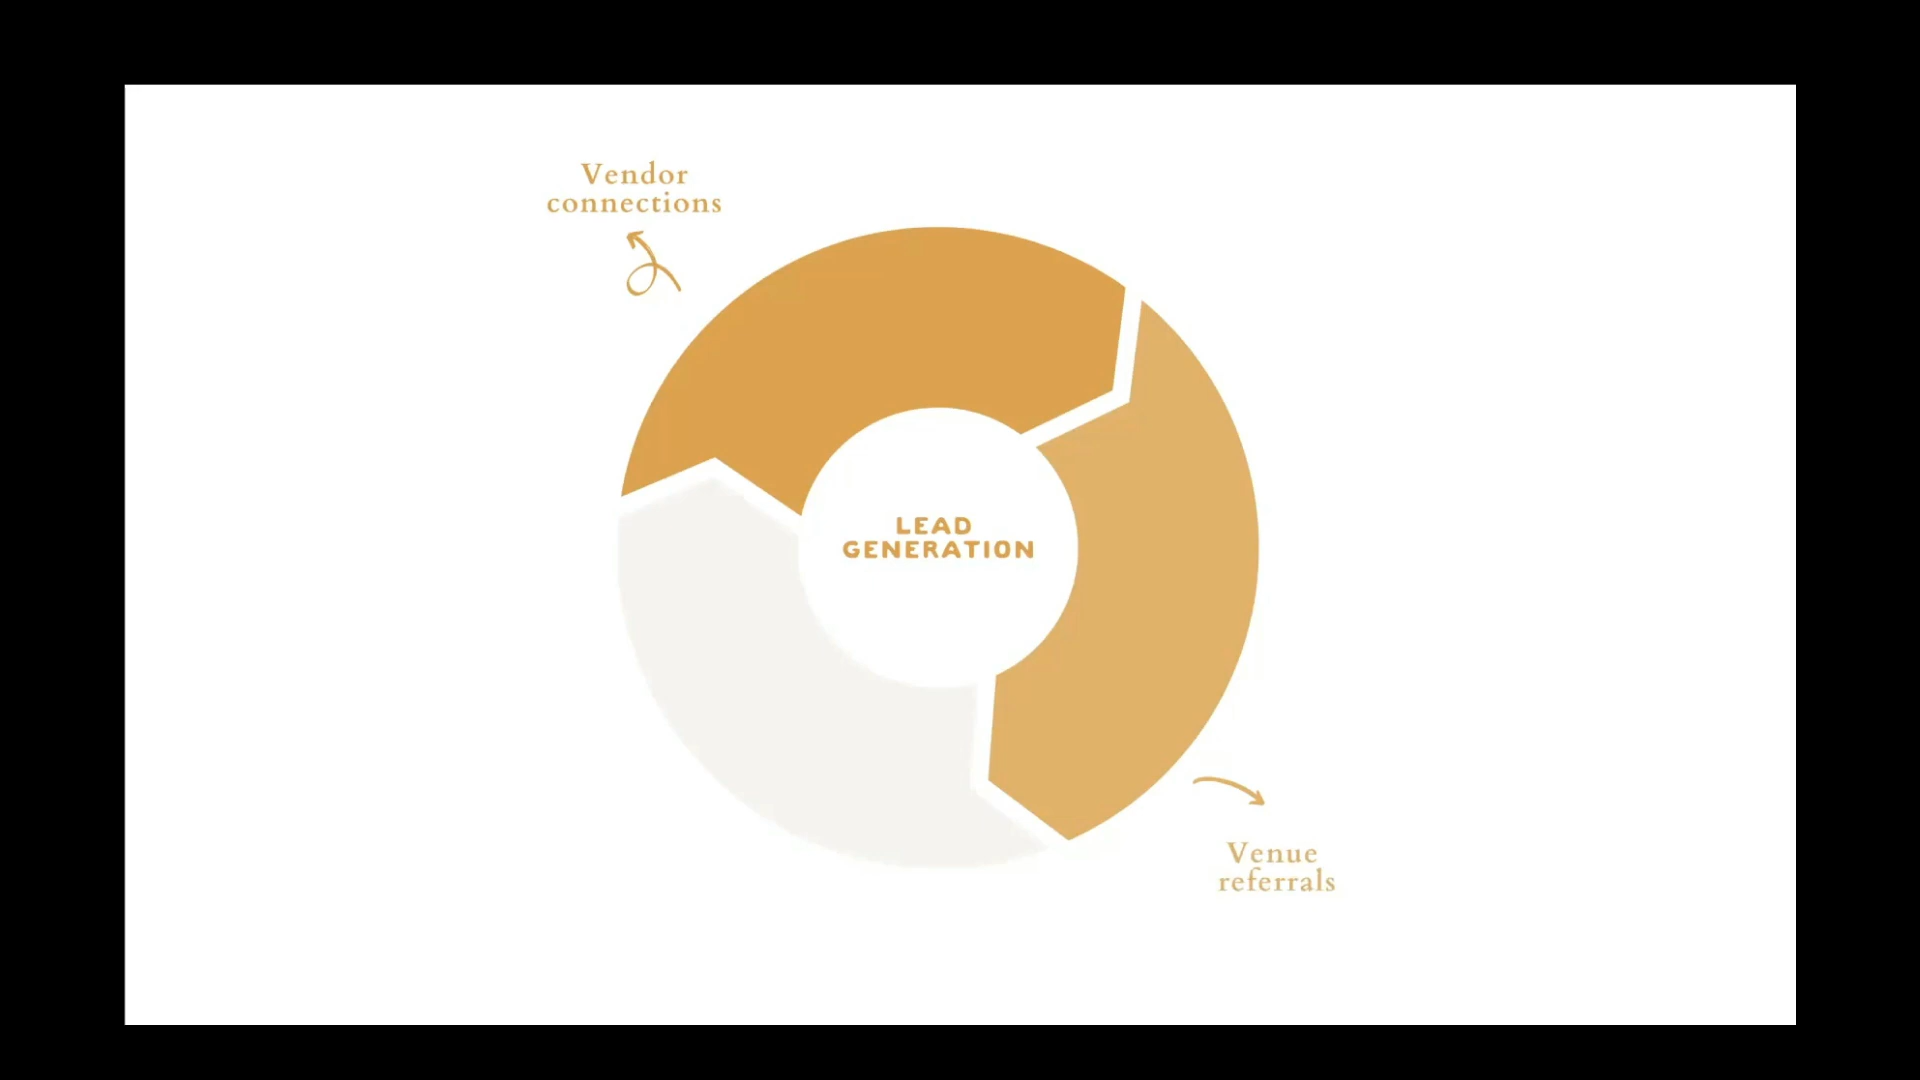 Vendor
connections
LEAD
GENERATION
Venue
referrals